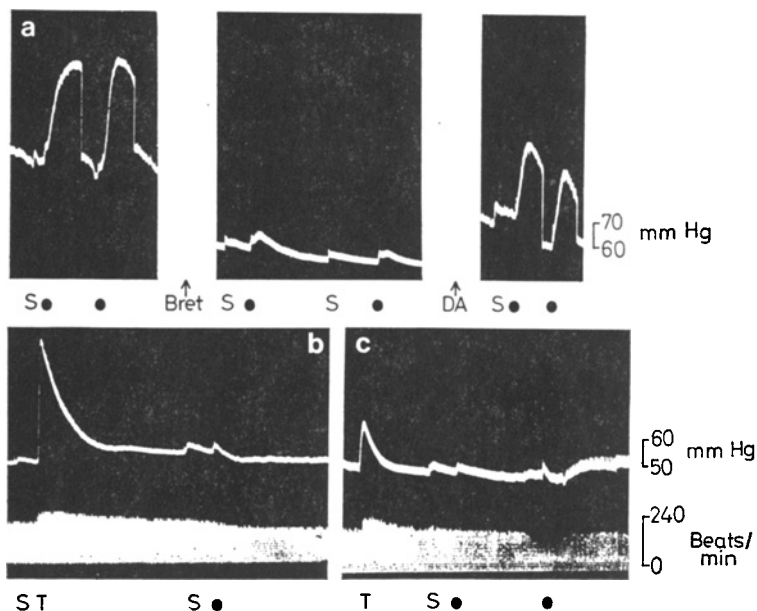 a
70
60
mm Hg
S ● ● ↑ Bret S ● S ● ↑ DA S ● ●
b
c
60
50
mm Hg
240
0
Beats/
min
S T S ● T S ● ●